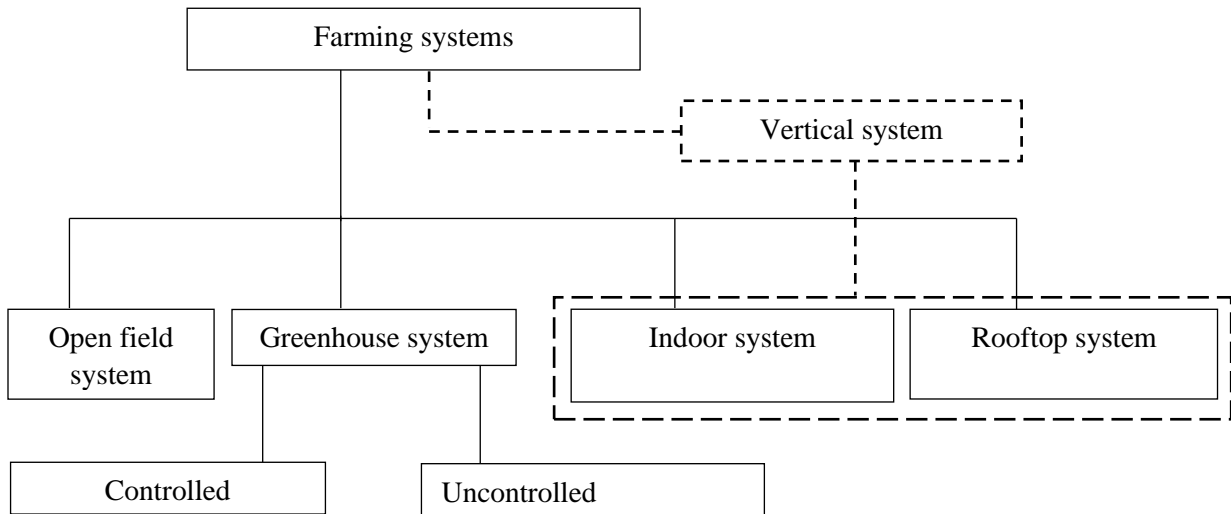 Farming systems
Vertical system
Open field
system
Greenhouse system
Indoor system
Rooftop system
Controlled
Uncontrolled